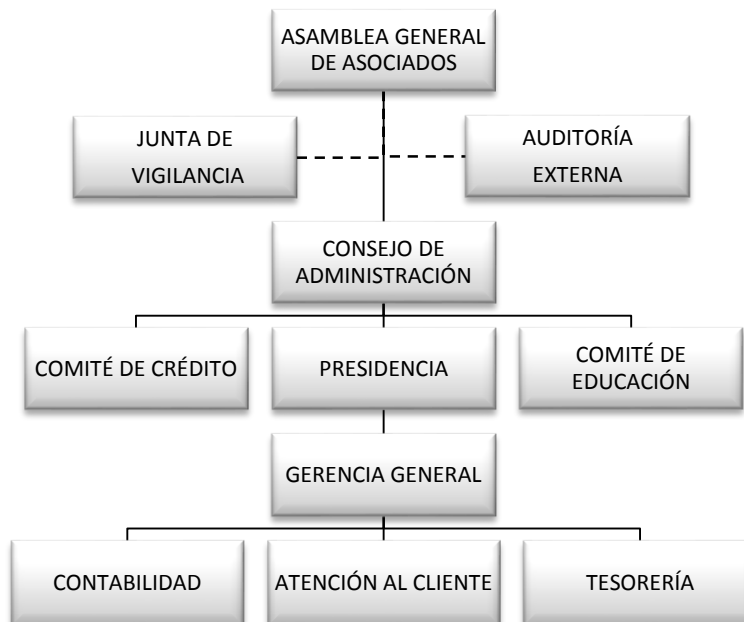 ASAMBLEA GENERAL
DE ASOCIADOS
JUNTA DE
VIGILANCIA
AUDITORÍA
EXTERNA
CONSEJO DE
ADMINISTRACIÓN
COMITÉ DE CRÉDITO
PRESIDENCIA
COMITÉ DE
EDUCACIÓN
GERENCIA GENERAL
CONTABILIDAD
ATENCIÓN AL CLIENTE
TESORERÍA